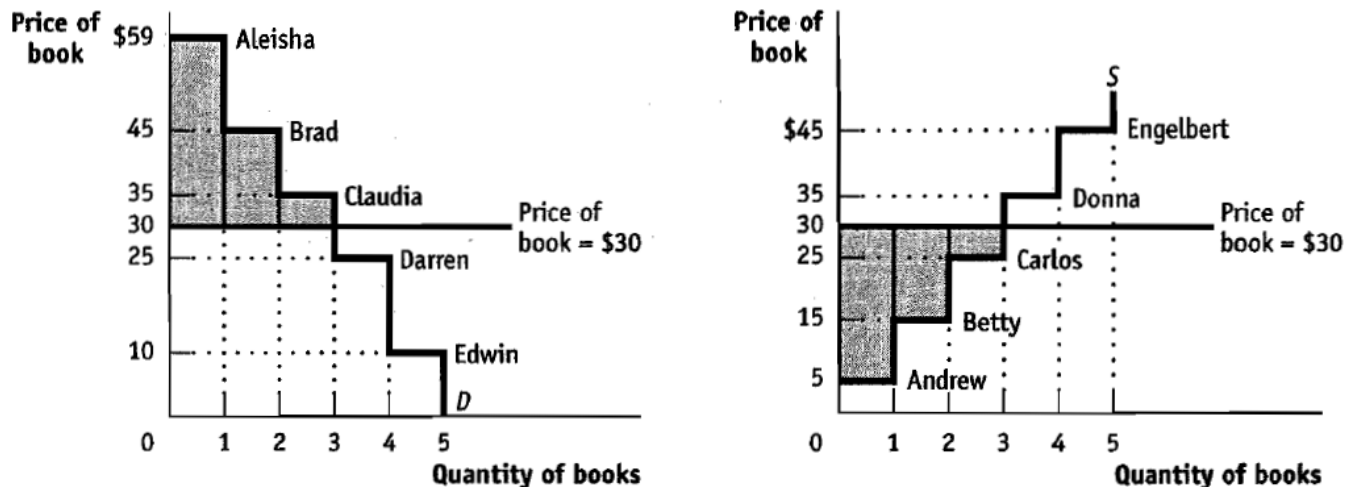 Price of
book
$59
Aleisha
45
Brad
35
Claudia
30
Price of
book = $30
25
Darren
10
Edwin
D
0 1 2 3 4 5
Quantity of books
Price of
book
S
$45
Engelbert
35
Donna
30
Price of
book = $30
25
Carlos
15
Betty
5
Andrew
0 1 2 3 4 5
Quantity of books